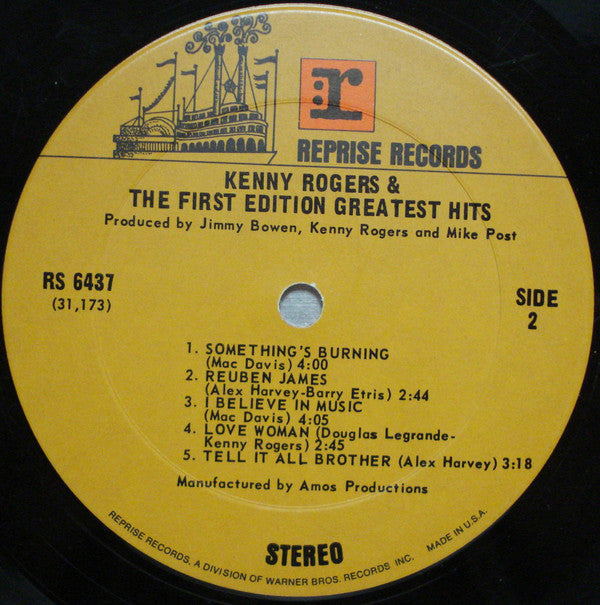 r
REPRISE RECORDS
KENNY ROGERS &
THE FIRST EDITION GREATEST HITS
Produced by Jimmy Bowen, Kenny Rogers and Mike Post
RS 6437
(31,173)
SIDE
2
1. SOMETHING'S BURNING
(Mac Davis) 4:00
2. REUBEN JAMES
(Alex Harvey-Barry Etris) 2:44
3. I BELIEVE IN MUSIC
(Mac Davis) 4:05
4. LOVE WOMAN (Douglas Legrande-
Kenny Rogers) 2:45
5. TELL IT ALL BROTHER (Alex Harvey) 3:18
Manufactured by Amos Productions
STEREO
REPRISE RECORDS, A DIVISION OF WARNER BROS. RECORDS INC. MADE IN U.S.A.